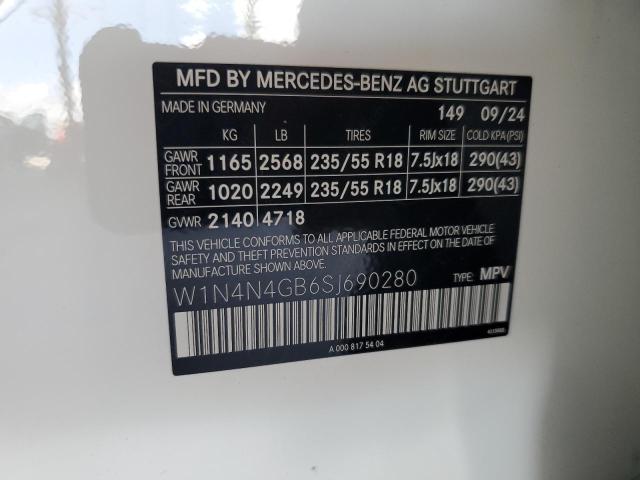 MFD BY MERCEDES-BENZ AG STUTTGART
MADE IN GERMANY 149 09/24
KG LB TIRES RIM SIZE COLD KPA(PSI)
GAWR FRONT 1165 2568 235/55 R18 7.5Jx18 290(43)
GAWR REAR 1020 2249 235/55 R18 7.5Jx18 290(43)
GVWR 2140 4718
THIS VEHICLE CONFORMS TO ALL APPLICABLE FEDERAL MOTOR VEHICLE
SAFETY AND THEFT PREVENTION STANDARDS IN EFFECT ON THE DATE OF
MANUFACTURE SHOWN ABOVE.
W1N4N4GB6SJ690280 TYPE: MPV
A 000 817 54 04